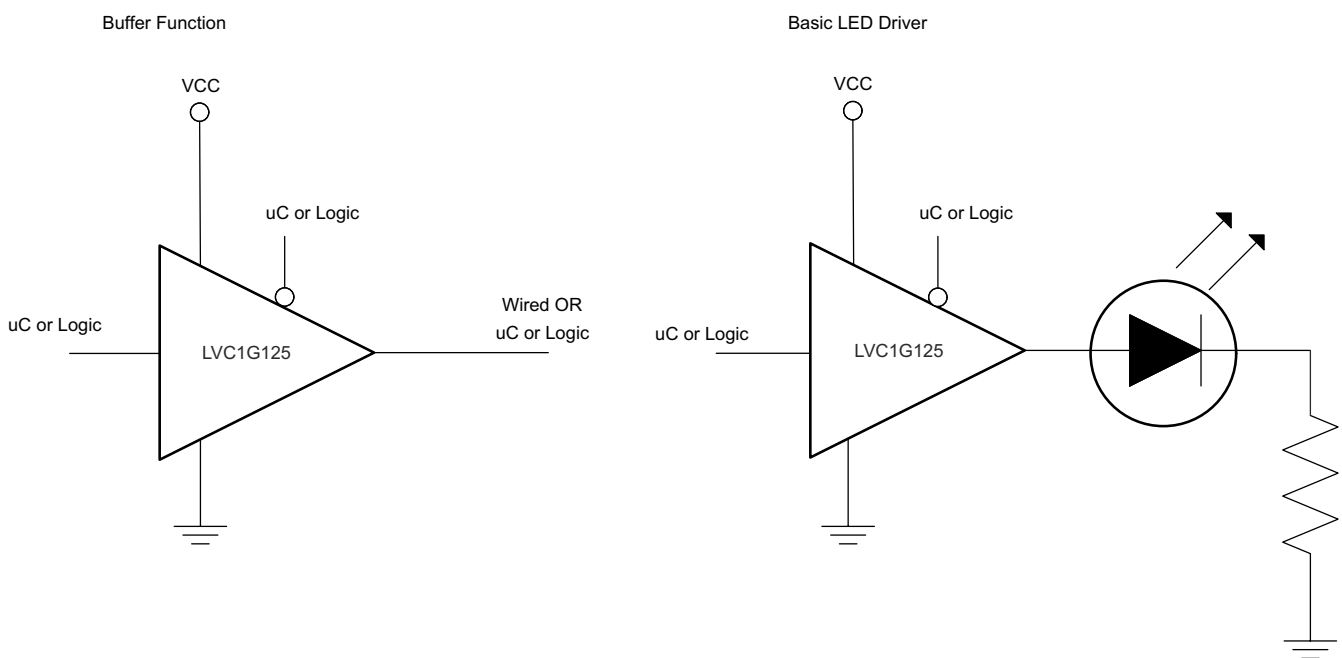 Buffer Function
VCC
uC or Logic
uC or Logic
LVC1G125
Wired OR
uC or Logic
Basic LED Driver
VCC
uC or Logic
uC or Logic
LVC1G125